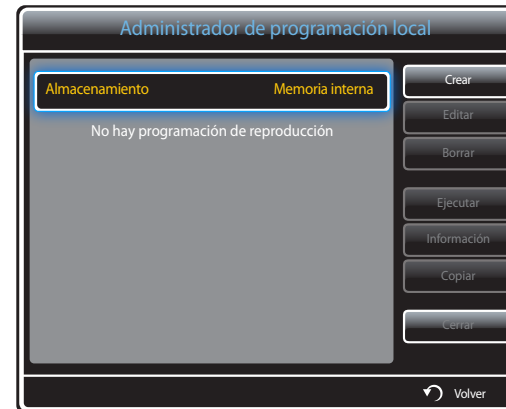 Administrador de programación local
Almacenamiento Memoria interna
No hay programación de reproducción
Crear
Editar
Borrar
Ejecutar
Información
Copiar
Cerrar
Volver